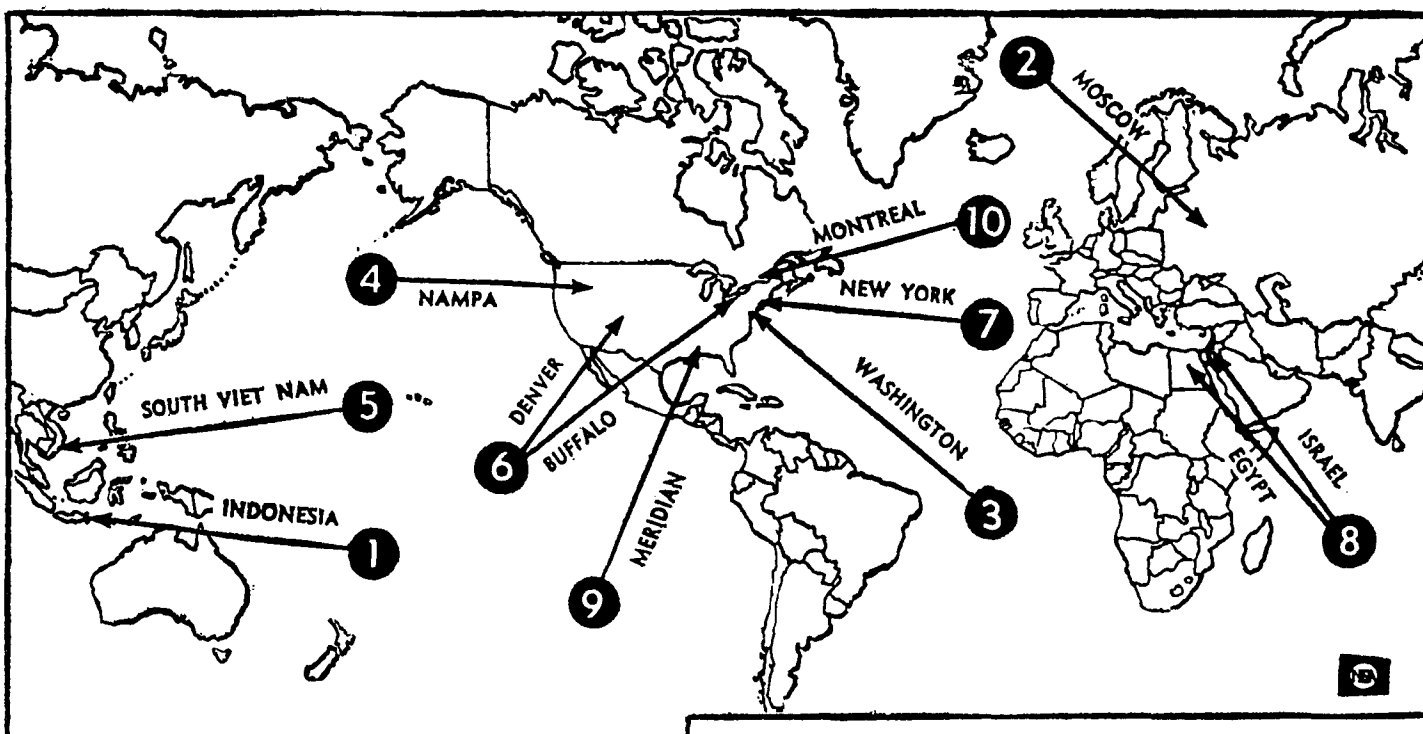 2
MOSCOW
MONTREAL
10
4
NAMPA
NEW YORK
7
SOUTH VIET NAM
5
DENVER
BUFFALO
6
WASHINGTON
3
ISRAEL
EGYPT
8
INDONESIA
1
MERIDIAN
9
NEA